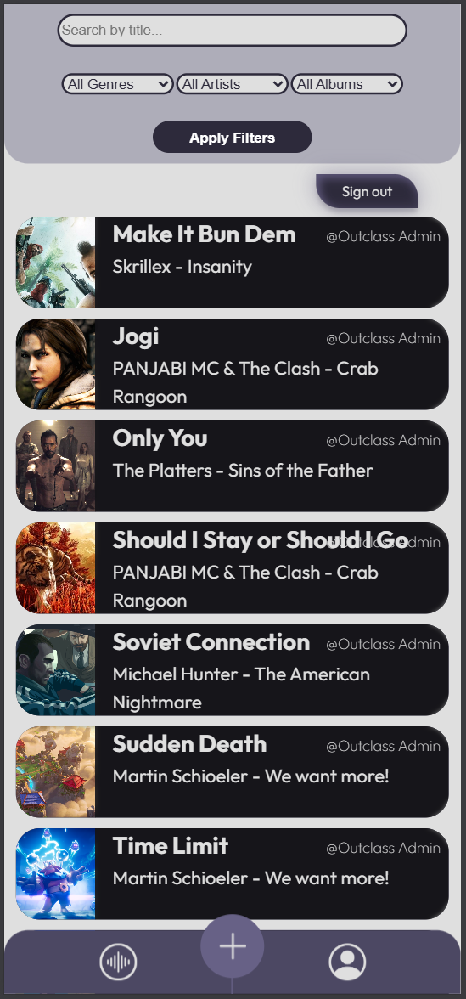 Search by title...
All Genres All Artists All Albums
Apply Filters
Sign out
Make It Bun Dem @Outclass Admin
Skrillex - Insanity
Jogi @Outclass Admin
PANJABI MC & The Clash - Crab
Rangoon
Only You @Outclass Admin
The Platters - Sins of the Father
Should I Stay or Should I Go @Outclass Admin
PANJABI MC & The Clash - Crab
Rangoon
Soviet Connection @Outclass Admin
Michael Hunter - The American
Nightmare
Sudden Death @Outclass Admin
Martin Schioeler - We want more!
Time Limit @Outclass Admin
Martin Schioeler - We want more!